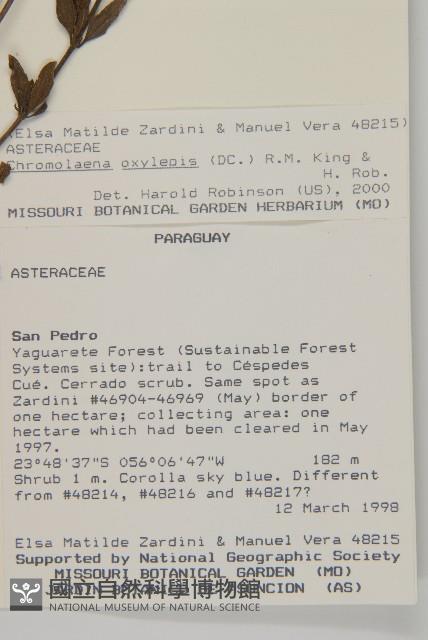 (Elsa Matilde Zardini & Manuel Vera 48215)
ASTERACEAE
Chromolaena oxylepis (DC.) R.M. King &
H. Rob.
Det. Harold Robinson (US), 2000
MISSOURI BOTANICAL GARDEN HERBARIUM (MO)
PARAGUAY
ASTERACEAE
San Pedro
Yaguarete Forest (Sustainable Forest
Systems site):trail to Céspedes
Cué. Cerrado scrub. Same spot as
Zardini #46904-46969 (May) border of
one hectare; collecting area: one
hectare which had been cleared in May
1997.
23°48'37"S 056°06'47"W 182 m
Shrub 1 m. Corolla sky blue. Different
from #48214, #48216 and #48217?
12 March 1998
Elsa Matilde Zardini & Manuel Vera 48215
Supported by National Geographic Society
MISSOURI BOTANICAL GARDEN (MO)
國立自然科學博物館
(AS)
NATIONAL MUSEUM OF NATURAL SCIENCE